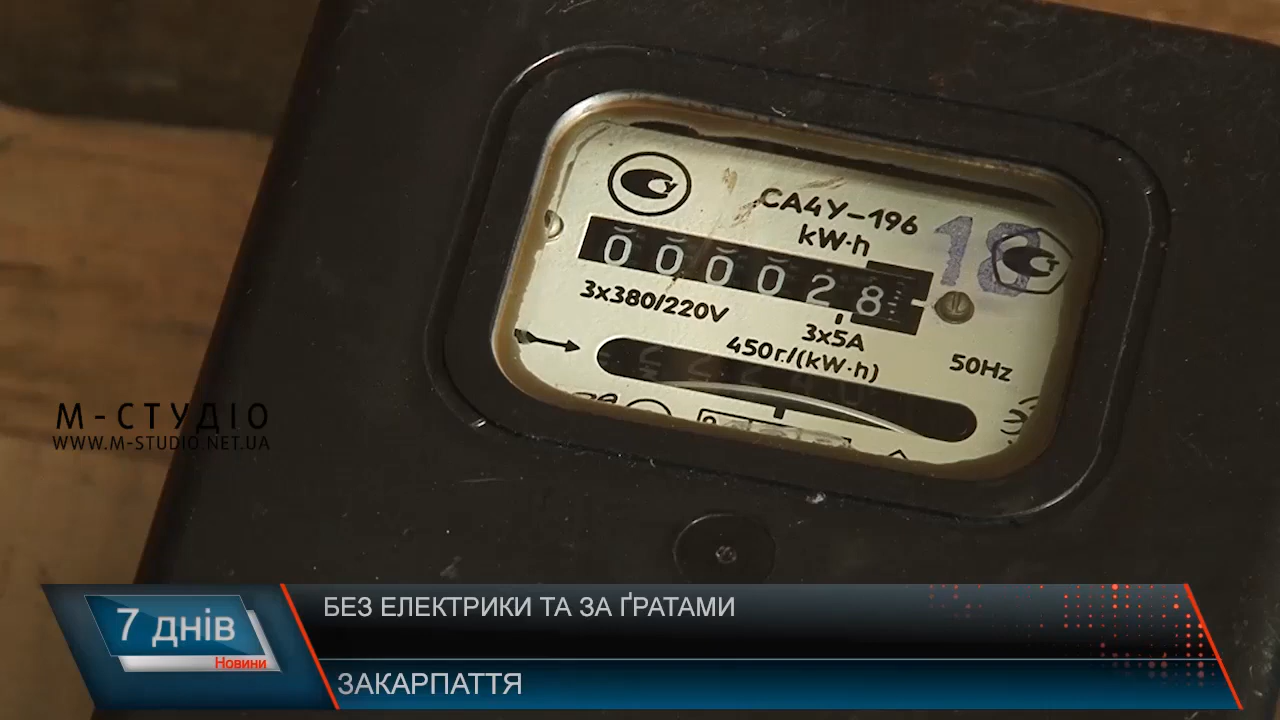 СА4У-196
kW·h
18
000028
3x380/220V
3x5A
450г./(kW·h)
50Hz
М-СТУДІО
WWW.M-STUDIO.NET.UA
7 днів
Новини
БЕЗ ЕЛЕКТРИКИ ТА ЗА ҐРАТАМИ
ЗАКАРПАТТЯ